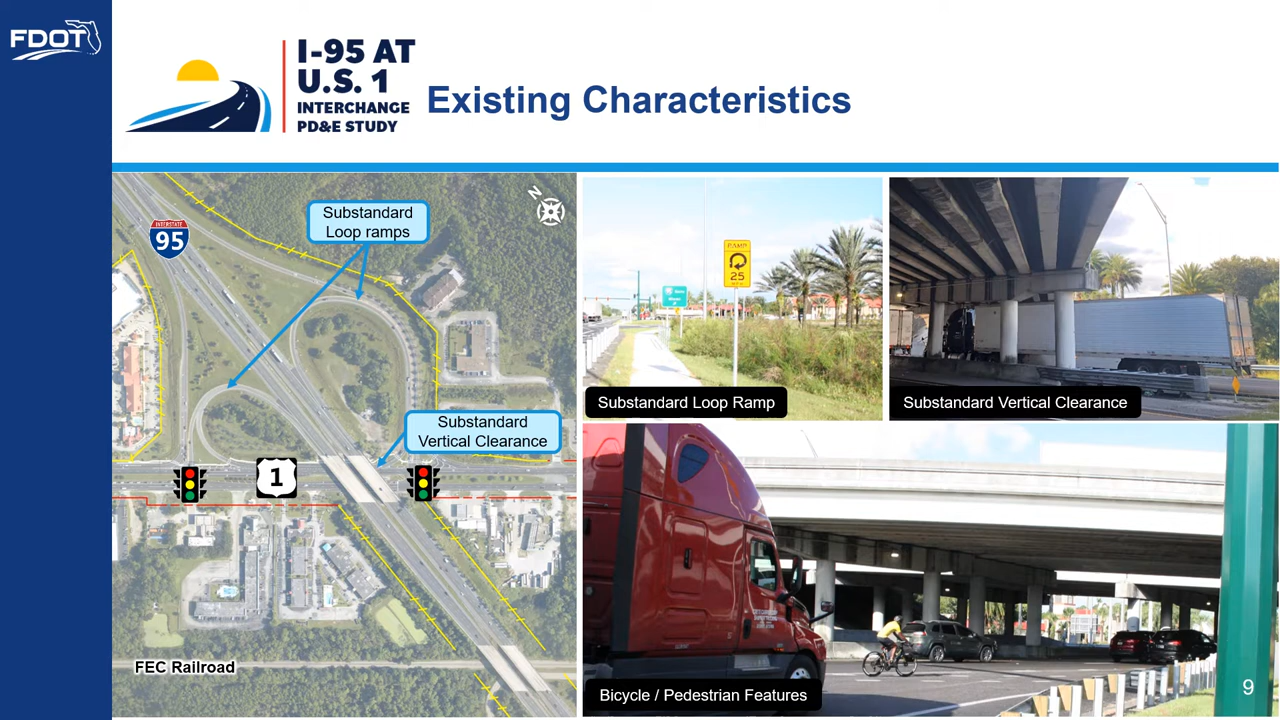 FDOT
I-95 AT
U.S. 1
INTERCHANGE
PD&E STUDY
Existing Characteristics
N
INTERSTATE
95
Substandard
Loop ramps
Substandard
Vertical Clearance
1
FEC Railroad
RAMP
25
Substandard Loop Ramp
Substandard Vertical Clearance
Bicycle / Pedestrian Features
9